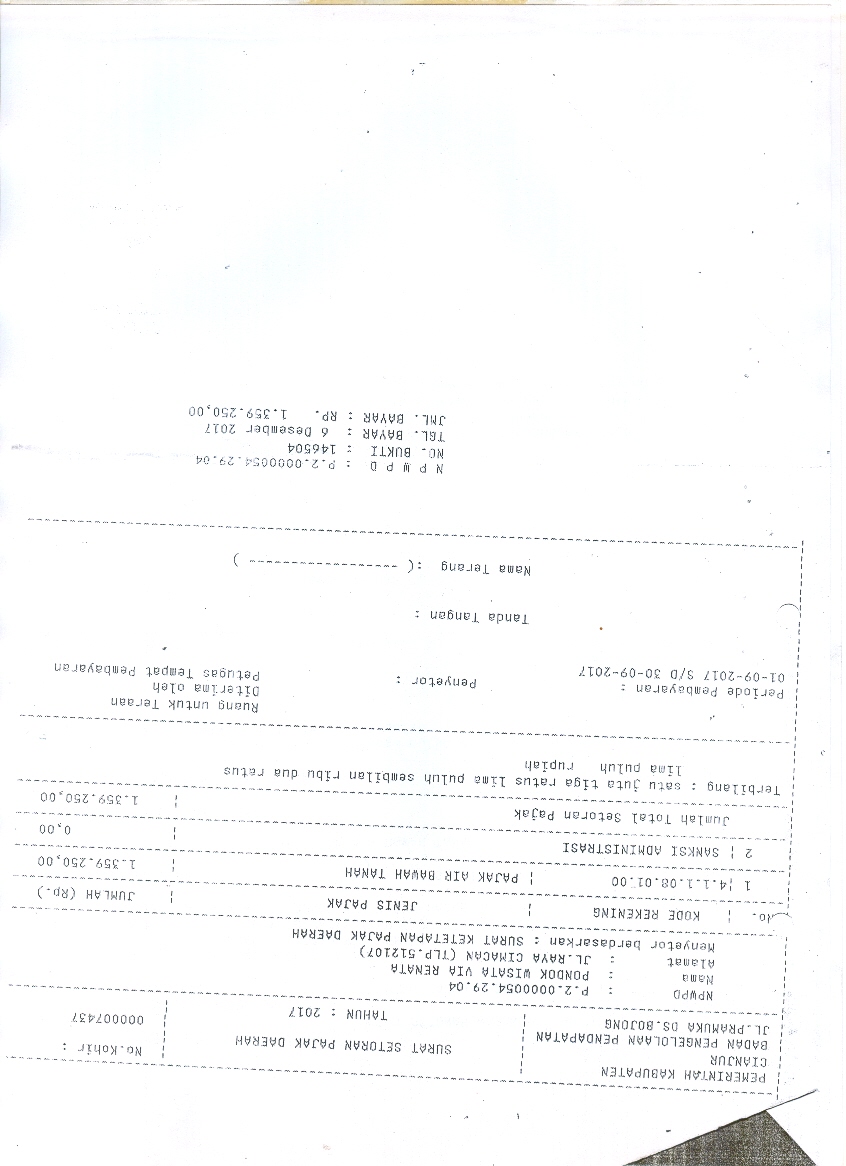 PEMERINTAH KABUPATEN
CIANJUR
BADAN PENGELOLAAN PENDAPATAN
JL.PRAMUKA DS.BOJONG
SURAT SETORAN PAJAK DAERAH
TAHUN : 2017
No.Kohir :
000007437
NPWPD : P.2.0000054.29.04
Nama : PONDOK WISATA VIA RENATA
Alamat : JL.RAYA CIMACAN (TLP.512107)
Menyetor berdasarkan : SURAT KETETAPAN PAJAK DAERAH
No. ¦ KODE REKENING ¦ JENIS PAJAK ¦ JUMLAH (Rp.)
1 ¦4.1.1.08.01.00 ¦ PAJAK AIR BAWAH TANAH ¦ 1.359.250,00
2 ¦ SANKSI ADMINISTRASI ¦ 0,00
Jumlah Total Setoran Pajak ¦ 1.359.250,00
Terbilang : satu juta tiga ratus lima puluh sembilan ribu dua ratus
lima puluh rupiah
Periode Pembayaran :
01-09-2017 S/D 30-09-2017
Penyetor :
Ruang untuk Teraan
Diterima oleh
Petugas Tempat Pembayaran
Tanda Tangan :
Nama Terang :( ------------------ )
N P W P D : P.2.0000054.29.04
NO. BUKTI : 146504
TGL. BAYAR : 6 Desember 2017
JML. BAYAR : RP. 1.359.250,00